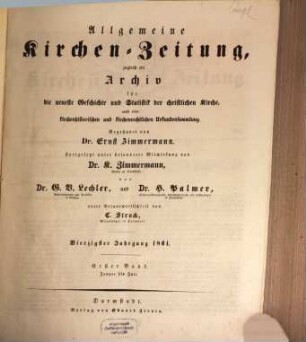 Allgemeine
Kirchen-Zeitung,
zugleich ein
Archiv
für
die neueste Geschichte und Statistik der christlichen Kirche,
nebst einer
kirchenhistorischen und kirchenrechtlichen Urkundensammlung.
Begründet von
Dr. Ernst Zimmermann.
Fortgesetzt unter besonderer Mitwirkung von
Dr. K. Zimmermann,
von
Dr. G. V. Lechler, und Dr. H. Palmer,
unter Verantwortlichkeit von
C. Strack,
Vierzigster Jahrgang 1861.
Erster Band.
Januar bis Juli.
Darmstadt.
Verlag von Eduard Zernin.